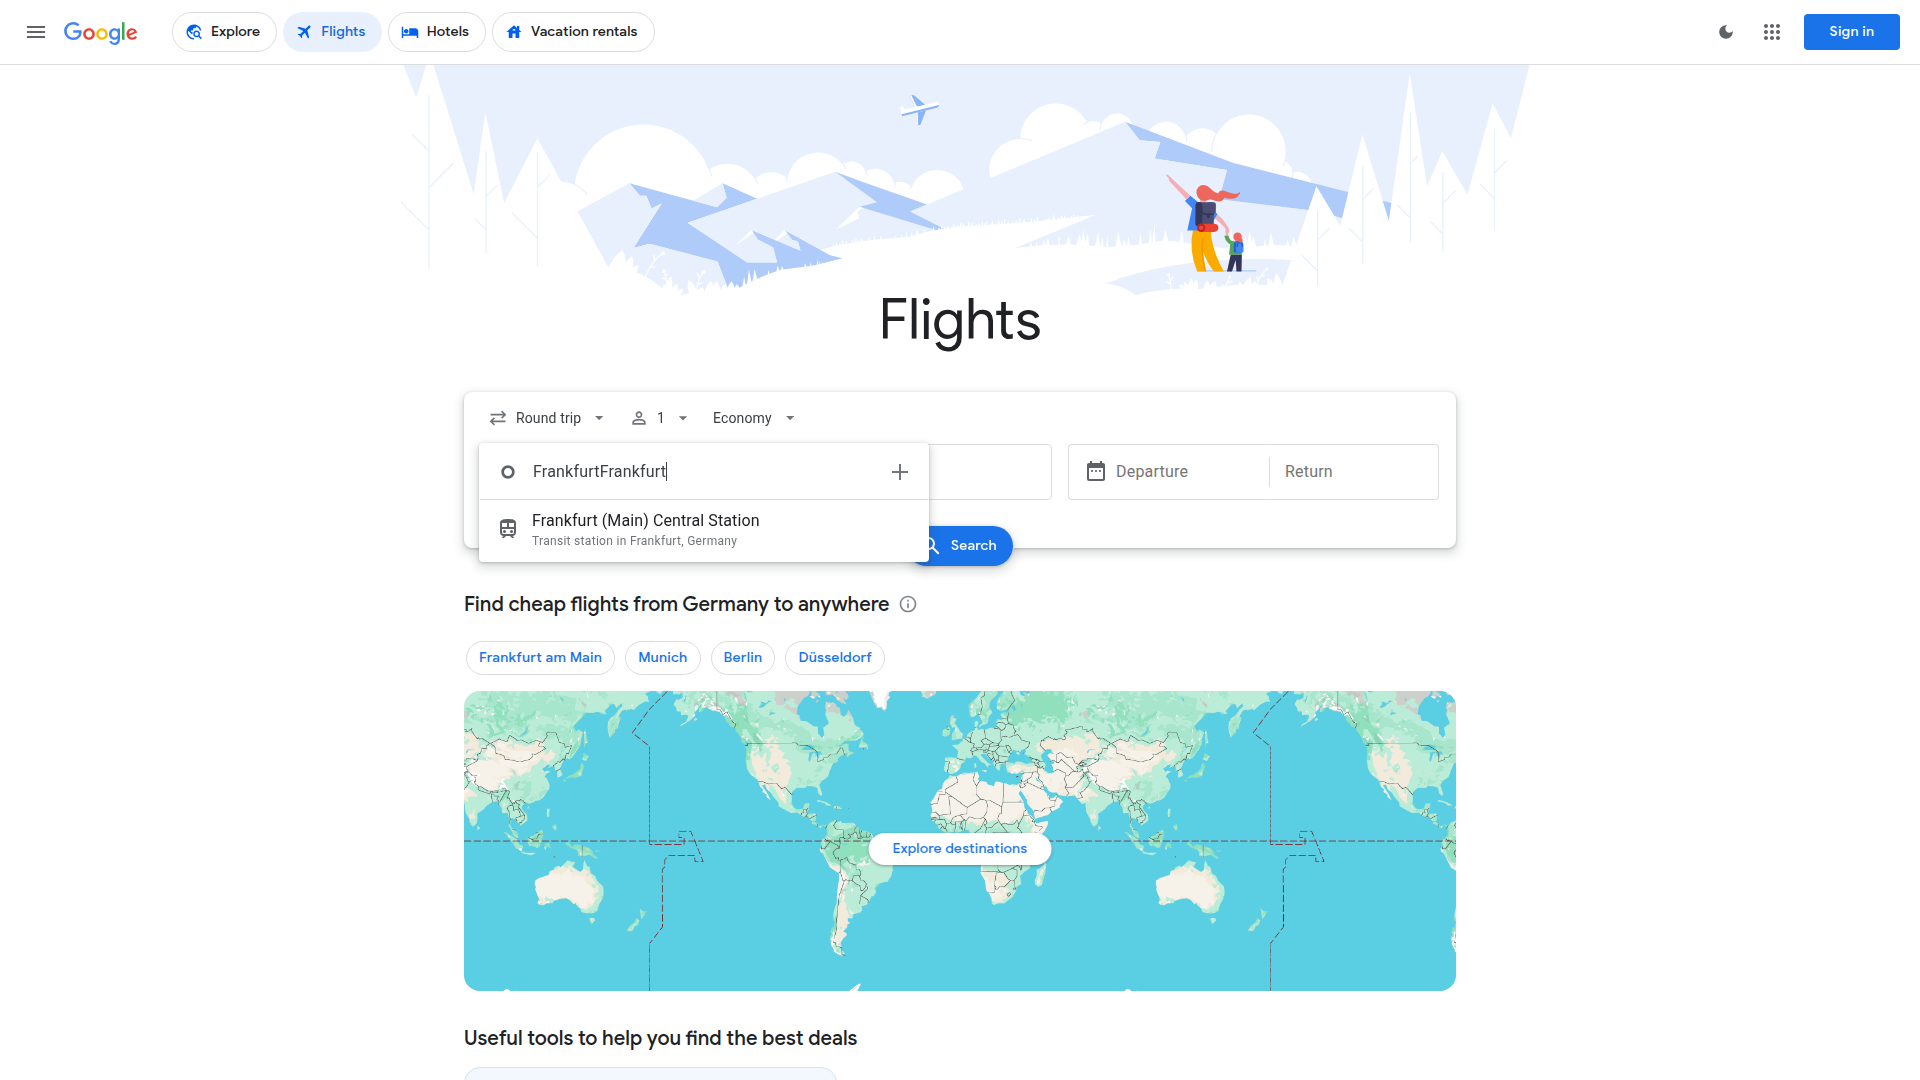 Google
Explore
Flights
Hotels
Vacation rentals
Sign in
Flights
Round trip
1
Economy
FrankfurtFrankfurt
Departure
Return
Frankfurt (Main) Central Station
Transit station in Frankfurt, Germany
Search
Find cheap flights from Germany to anywhere
Frankfurt am Main
Munich
Berlin
Düsseldorf
Explore destinations
Useful tools to help you find the best deals